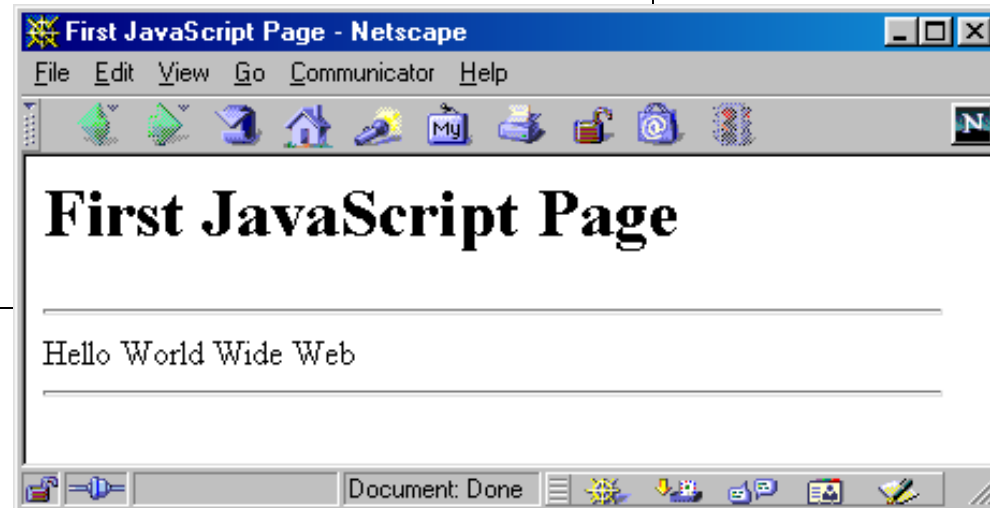 First JavaScript Page - Netscape
File Edit View Go Communicator Help
My @ N
First JavaScript Page
Hello World Wide Web
Document: Done